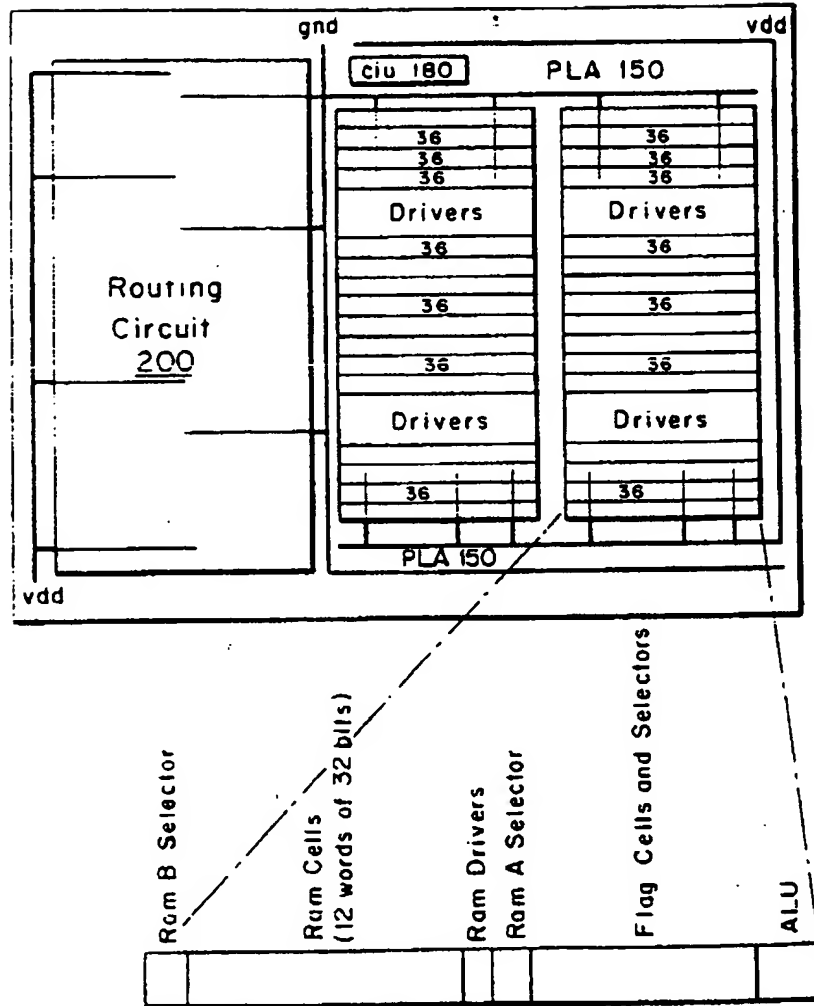 gnd
vdd
ciu 180
PLA 150
36
36
36
36
36
36
Drivers
Drivers
36
36
Routing
Circuit
200
36
36
36
36
Drivers
Drivers
36
36
PLA 150
vdd
Ram B Selector
Ram Cells
(12 words of 32 bits)
Ram Drivers
Ram A Selector
Flag Cells and Selectors
ALU